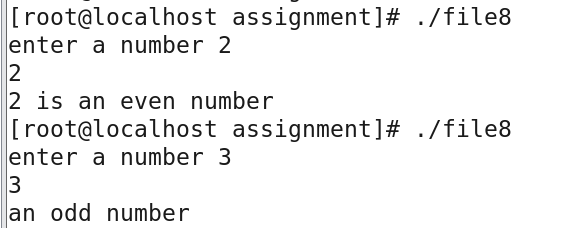 [root@localhost assignment]# ./file8
enter a number 2
2
2 is an even number
[root@localhost assignment]# ./file8
enter a number 3
3
an odd number